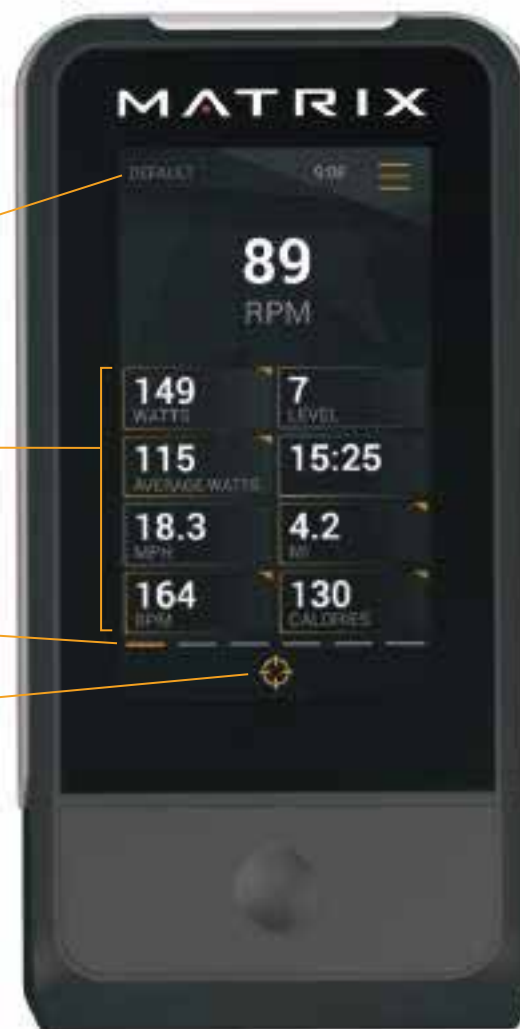 MATRIX
DEFAULT
89
RPM
149 7
WATTS LEVEL
115 15:25
AVERAGE WATTS
18.3 4.2
MPH MI
164 130
BPM CALORIES